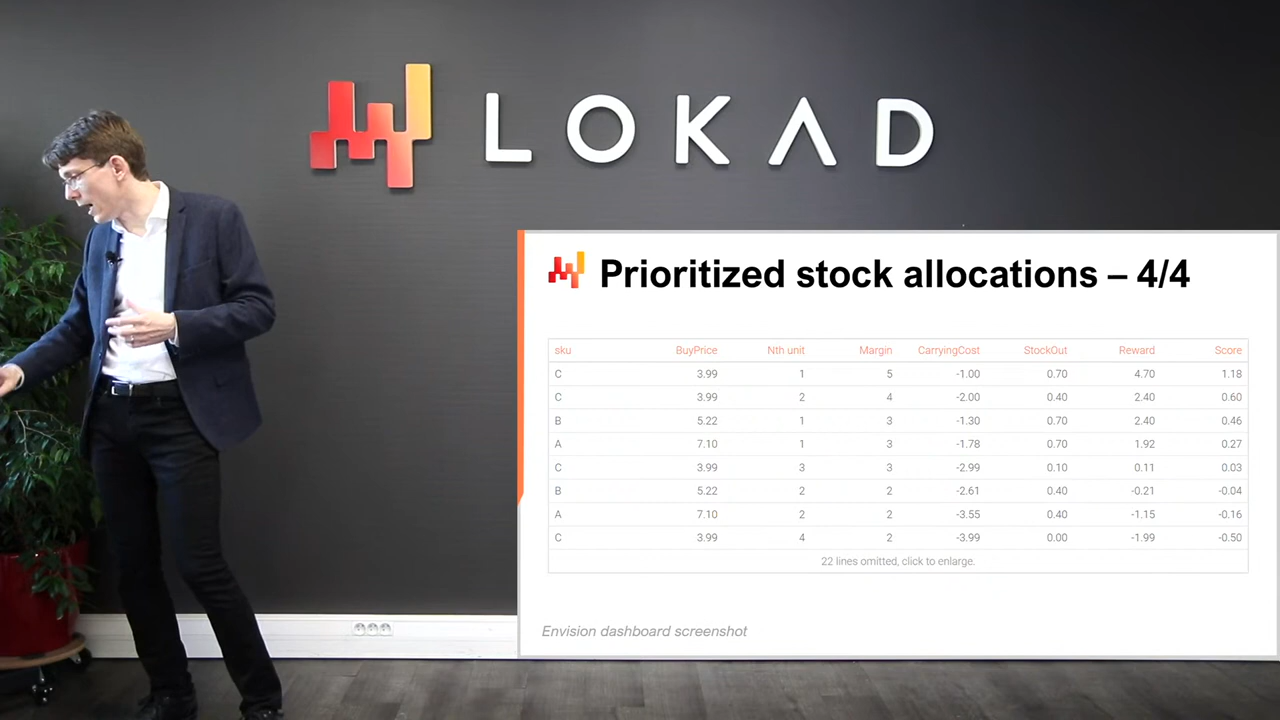 LOKAD
Prioritized stock allocations – 4/4
sku BuyPrice Nth unit Margin CarryingCost StockOut Reward Score
C 3.99 1 5 -1.00 0.70 4.70 1.18
C 3.99 2 4 -2.00 0.40 2.40 0.60
B 5.22 1 3 -1.30 0.70 2.40 0.46
A 7.10 1 3 -1.78 0.70 1.92 0.27
C 3.99 3 3 -2.99 0.10 0.11 0.03
B 5.22 2 2 -2.61 0.40 -0.21 -0.04
A 7.10 2 2 -3.55 0.40 -1.15 -0.16
C 3.99 4 2 -3.99 0.00 -1.99 -0.50
22 lines omitted, click to enlarge.
Envision dashboard screenshot